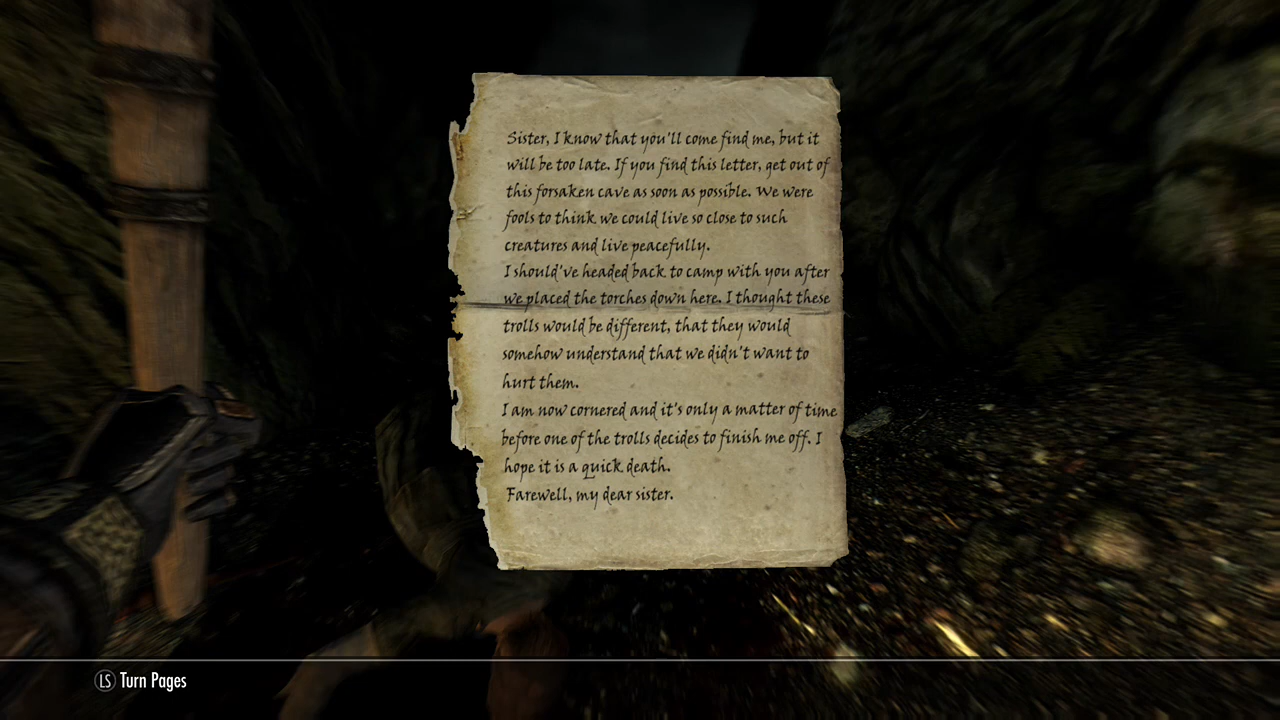 Sister, I know that you'll come find me, but it
will be too late. If you find this letter, get out of
this forsaken cave as soon as possible. We were
fools to think we could live so close to such
creatures and live peacefully.
I should've headed back to camp with you after
we placed the torches down here. I thought these
trolls would be different, that they would
somehow understand that we didn't want to
hurt them.
I am now cornered and it's only a matter of time
before one of the trolls decides to finish me off. I
hope it is a quick death.
Farewell, my dear sister.
LS Turn Pages